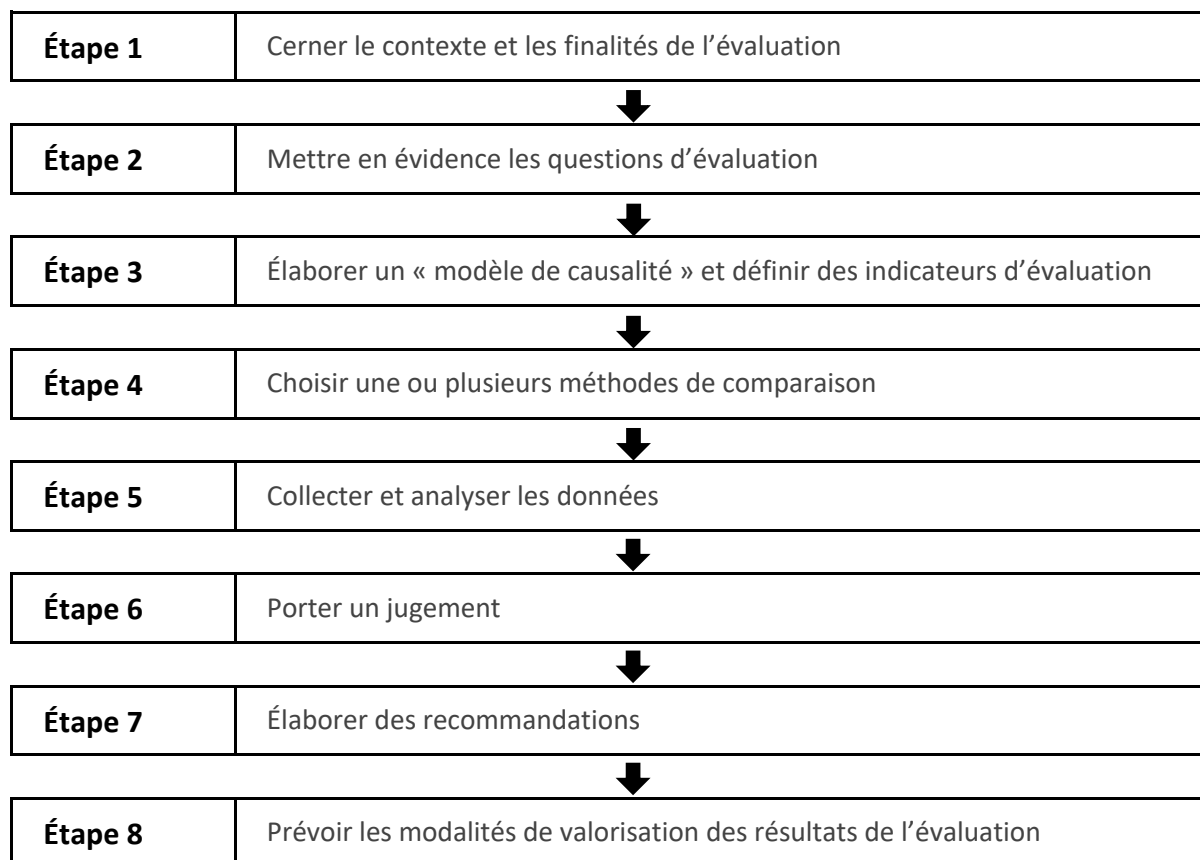 Étape 1 Cerner le contexte et les finalités de l’évaluation
Étape 2 Mettre en évidence les questions d’évaluation
Étape 3 Élaborer un « modèle de causalité » et définir des indicateurs d’évaluation
Étape 4 Choisir une ou plusieurs méthodes de comparaison
Étape 5 Collecter et analyser les données
Étape 6 Porter un jugement
Étape 7 Élaborer des recommandations
Étape 8 Prévoir les modalités de valorisation des résultats de l’évaluation